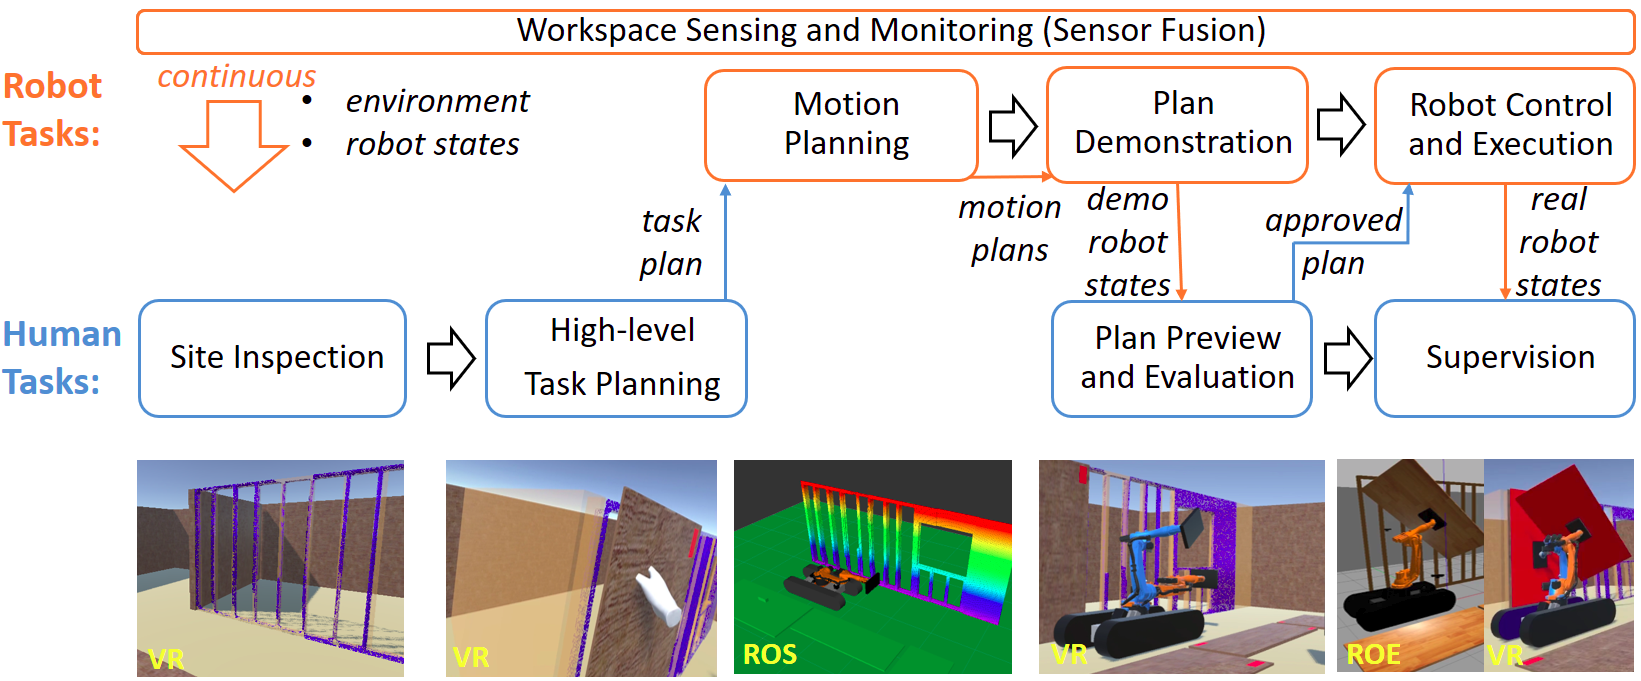 Workspace Sensing and Monitoring (Sensor Fusion)
Robot
Tasks:
continuous
• environment
• robot states
Motion
Planning
Plan
Demonstration
Robot Control
and Execution
task
plan
motion
plans
demo
robot
states
approved
plan
real
robot
states
Human
Tasks:
Site Inspection
High-level
Task Planning
Plan Preview
and Evaluation
Supervision
VR
VR
ROS
VR
ROE
VR